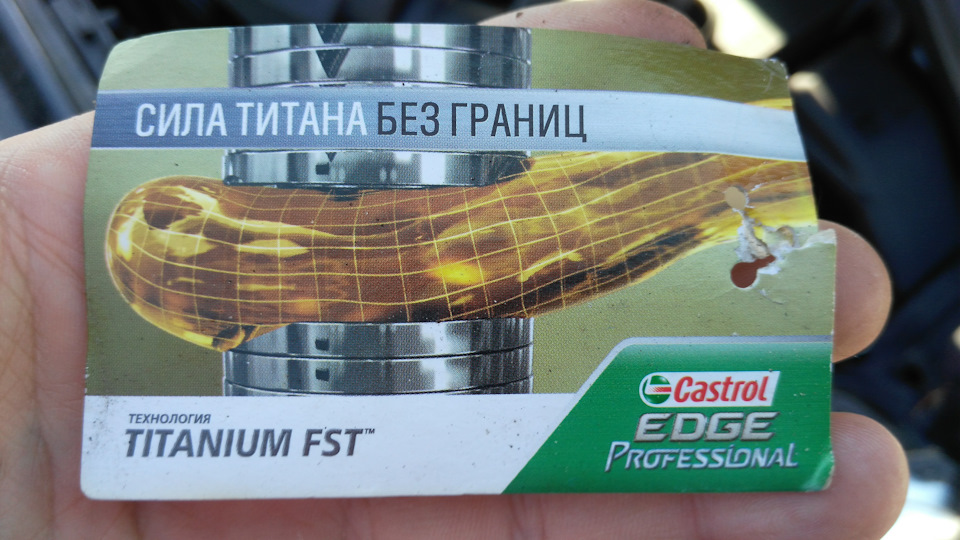 СИЛА ТИТАНА БЕЗ ГРАНИЦ
ТЕХНОЛОГИЯ
TITANIUM FST™
Castrol
EDGE
PROFESSIONAL